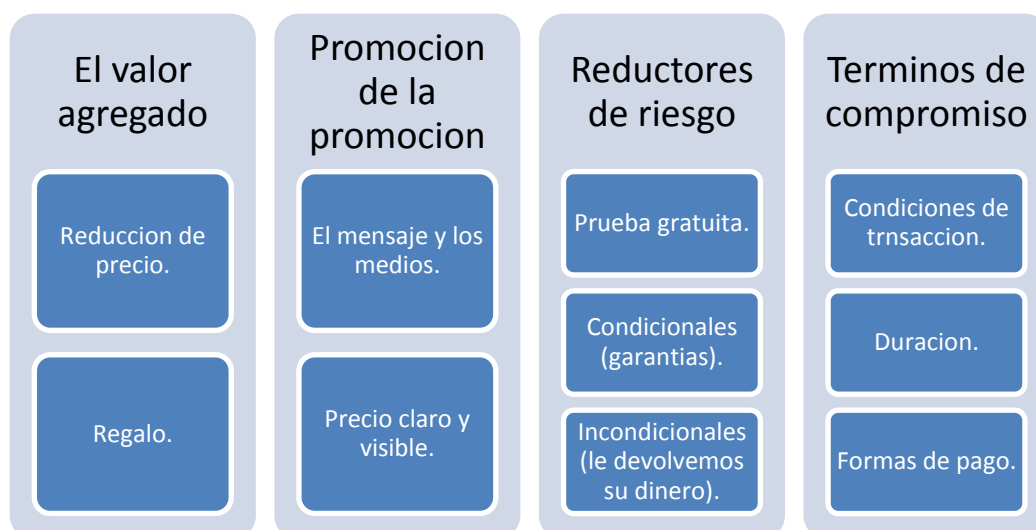 El valor
agregado
Reduccion de
precio.
Regalo.
Promocion
de la
promocion
El mensaje y los
medios.
Precio claro y
visible.
Reductores
de riesgo
Prueba gratuita.
Condicionales
(garantias).
Incondicionales
(le devolvemos
su dinero).
Terminos de
compromiso
Condiciones de
trnsaccion.
Duracion.
Formas de pago.